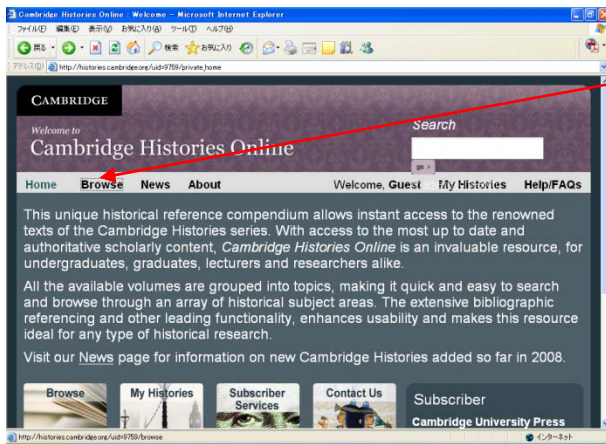 Cambridge Histories Online : Welcome - Microsoft Internet Explorer
ファイル(F) 編集(E) 表示(V) お気に入り(A) ツール(T) ヘルプ(H)
戻る 検索 お気に入り
アドレス(D) http://histories.cambridge.org/uid=9759/private_home
CAMBRIDGE
Welcome to
Cambridge Histories Online
Search
go ›
Home Browse News About Welcome, Guest My Histories Help/FAQs
This unique historical reference compendium allows instant access to the renowned
texts of the Cambridge Histories series. With access to the most up to date and
authoritative scholarly content, Cambridge Histories Online is an invaluable resource, for
undergraduates, graduates, lecturers and researchers alike.
All the available volumes are grouped into topics, making it quick and easy to search
and browse through an array of historical subject areas. The extensive bibliographic
referencing and other leading functionality, enhances usability and makes this resource
ideal for any type of historical research.
Visit our News page for information on new Cambridge Histories added so far in 2008.
Browse My Histories Subscriber Services Contact Us Subscriber
Cambridge University Press
http://histories.cambridge.org/uid=9759/browse インターネット